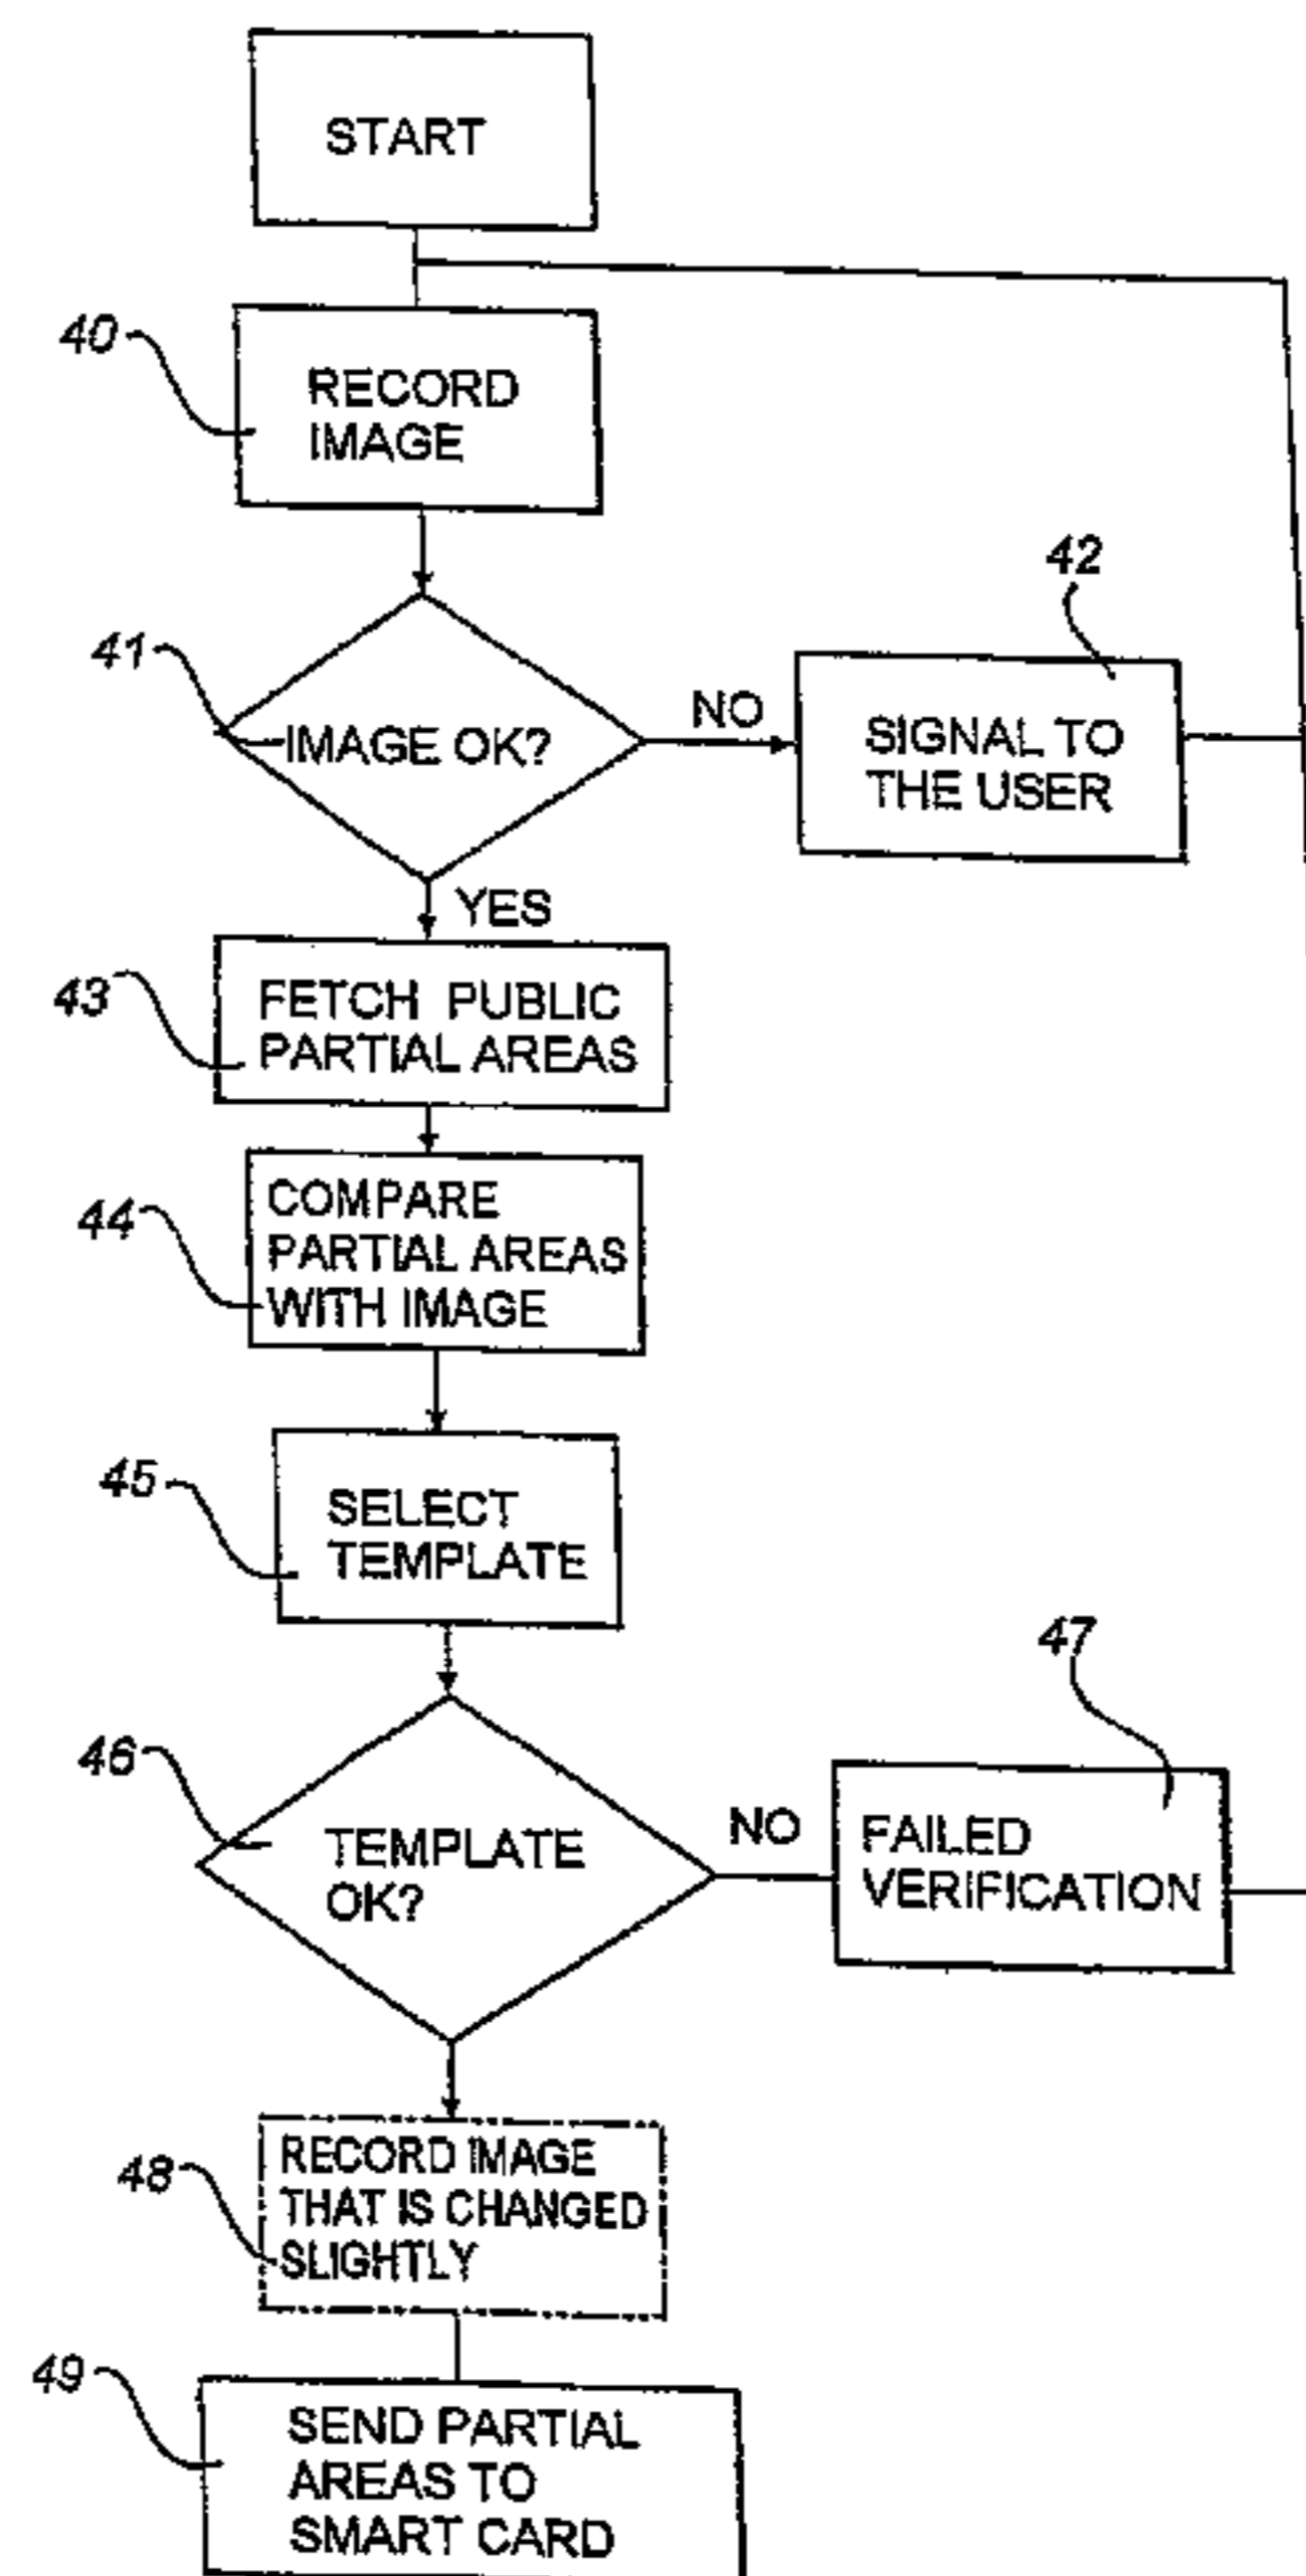 START
40
RECORD
IMAGE
42
41
IMAGE OK?
NO
SIGNAL TO
THE USER
YES
43
FETCH PUBLIC
PARTIAL AREAS
44
COMPARE
PARTIAL AREAS
WITH IMAGE
45
SELECT
TEMPLATE
47
46
TEMPLATE
OK?
NO
FAILED
VERIFICATION
48
RECORD IMAGE
THAT IS CHANGED
SLIGHTLY
49
SEND PARTIAL
AREAS TO
SMART CARD